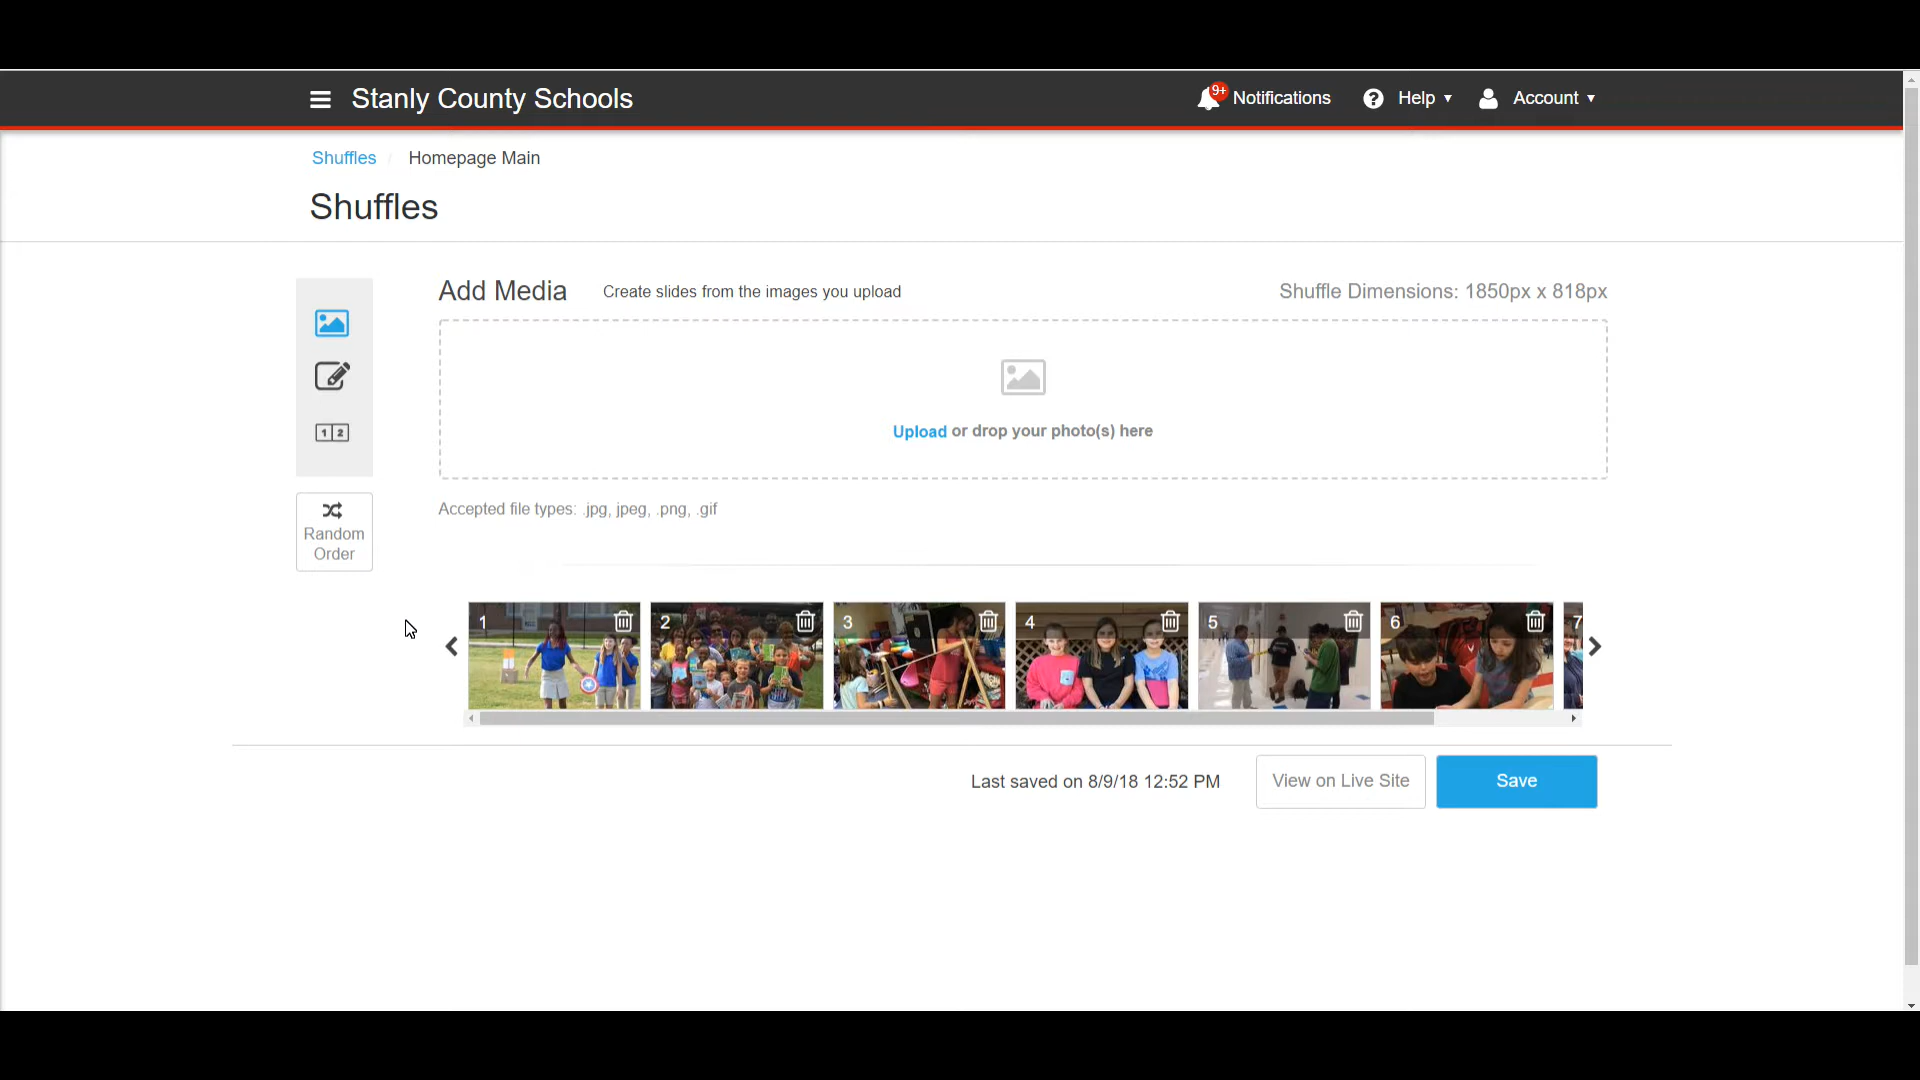 Stanly County Schools
9+ Notifications
Help
Account
Shuffles / Homepage Main
Shuffles
Add Media
Create slides from the images you upload
Shuffle Dimensions: 1850px x 818px
1 2
Upload or drop your photo(s) here
Random
Order
Accepted file types: .jpg, jpeg, .png, .gif
1 2 3 4 5 6 7
Last saved on 8/9/18 12:52 PM
View on Live Site
Save